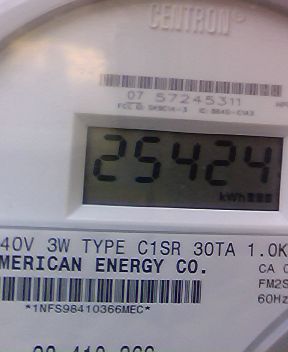 CENTRON®
07 57245311
25424
kWh
40V 3W TYPE C1SR 30TA 1.0K
MERICAN ENERGY CO.
CA 0
FM2S
60Hz
*1NFS98410366MEC*